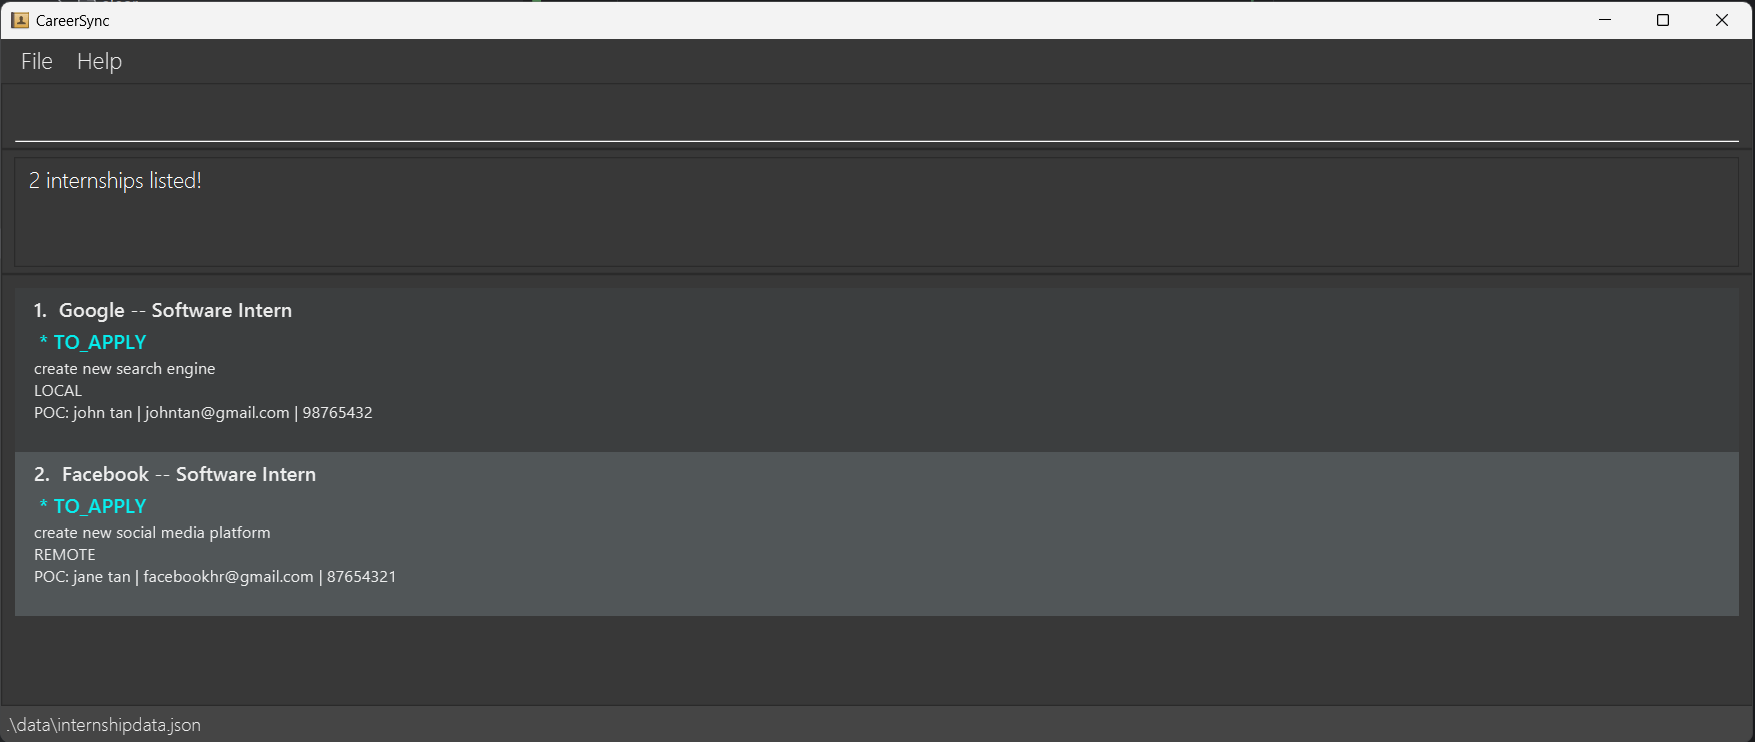 CareerSync
File Help
2 internships listed!
1. Google -- Software Intern
* TO_APPLY
create new search engine
LOCAL
POC: john tan | johntan@gmail.com | 98765432
2. Facebook -- Software Intern
* TO_APPLY
create new social media platform
REMOTE
POC: jane tan | facebookhr@gmail.com | 87654321
.\data\internshipdata.json